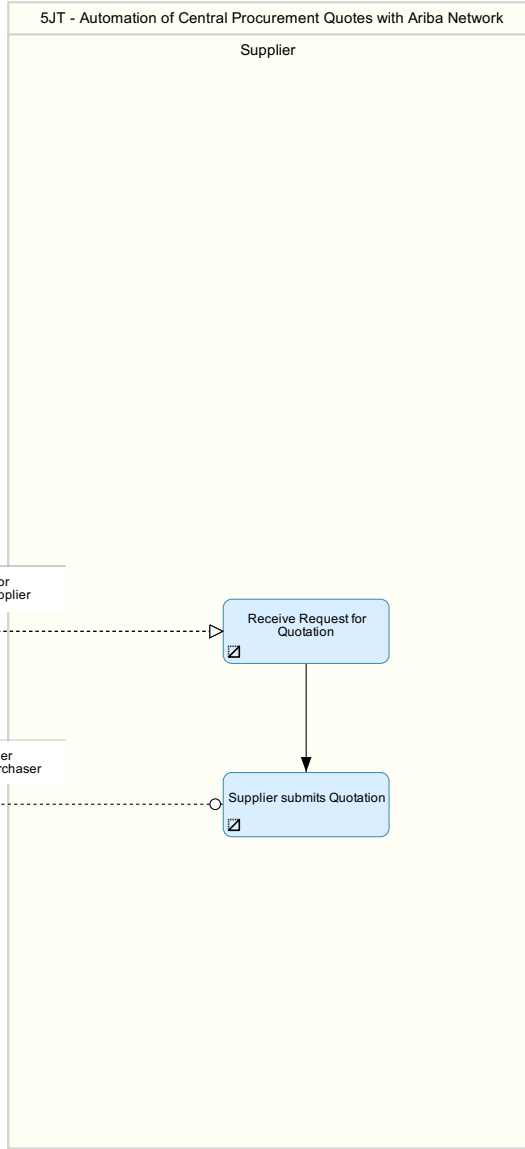 5JT - Automation of Central Procurement Quotes with Ariba Network
Supplier
Receive Request for
Quotation
Supplier submits Quotation